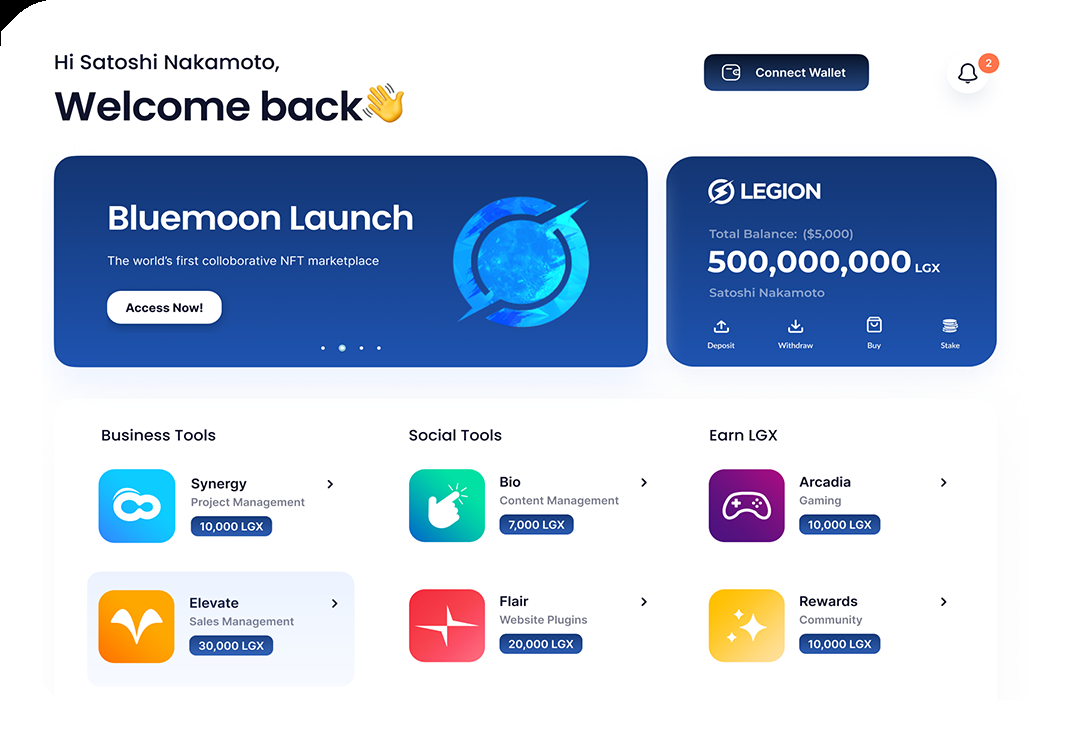 Hi Satoshi Nakamoto,
Welcome back👋
Connect Wallet
2
Bluemoon Launch
The world's first colloborative NFT marketplace
Access Now!
LEGION
Total Balance: ($5,000)
500,000,000 LGX
Satoshi Nakamoto
Deposit
Withdraw
Buy
Stake
Business Tools
Synergy
Project Management
10,000 LGX
Elevate
Sales Management
30,000 LGX
Social Tools
Bio
Content Management
7,000 LGX
Flair
Website Plugins
20,000 LGX
Earn LGX
Arcadia
Gaming
10,000 LGX
Rewards
Community
10,000 LGX